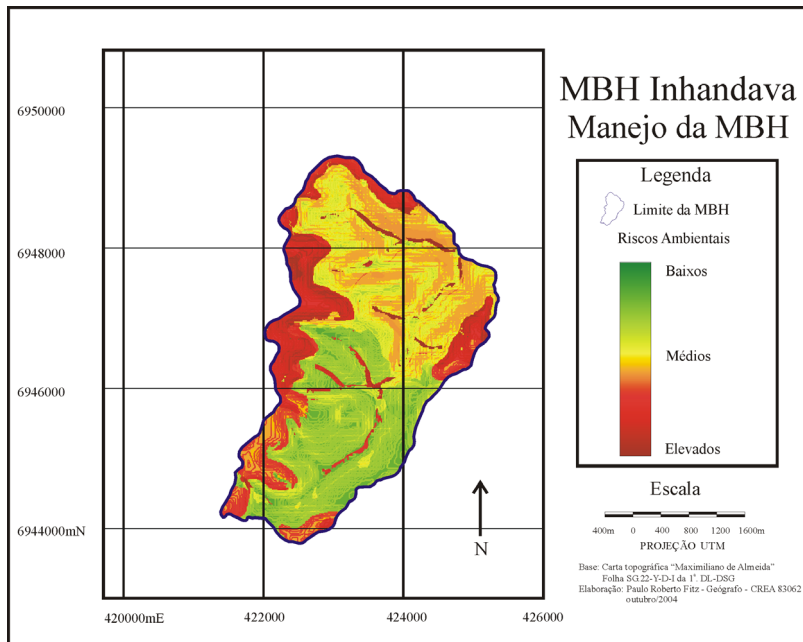 MBH Inhandava
Manejo da MBH
Legenda
Limite da MBH
Riscos Ambientais
Baixos
Médios
Elevados
Escala
400m 0 400 800 1200 1600m
PROJEÇÃO UTM
Base: Carta topográfica “Maximiliano de Almeida”
Folha SG.22-Y-D-I da 1ª. DL-DSG
Elaboração: Paulo Roberto Fitz - Geógrafo - CREA 83062
outubro/2004
6950000
6948000
6946000
6944000mN
N
420000mE 422000 424000 426000